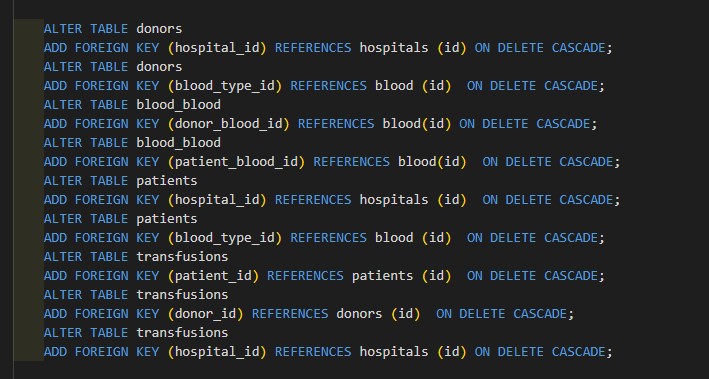 ALTER TABLE donors
ADD FOREIGN KEY (hospital_id) REFERENCES hospitals (id) ON DELETE CASCADE;
ALTER TABLE donors
ADD FOREIGN KEY (blood_type_id) REFERENCES blood (id)  ON DELETE CASCADE;
ALTER TABLE blood_blood
ADD FOREIGN KEY (donor_blood_id) REFERENCES blood(id) ON DELETE CASCADE;
ALTER TABLE blood_blood
ADD FOREIGN KEY (patient_blood_id) REFERENCES blood(id)  ON DELETE CASCADE;
ALTER TABLE patients
ADD FOREIGN KEY (hospital_id) REFERENCES hospitals (id)  ON DELETE CASCADE;
ALTER TABLE patients
ADD FOREIGN KEY (blood_type_id) REFERENCES blood (id)  ON DELETE CASCADE;
ALTER TABLE transfusions
ADD FOREIGN KEY (patient_id) REFERENCES patients (id)  ON DELETE CASCADE;
ALTER TABLE transfusions
ADD FOREIGN KEY (donor_id) REFERENCES donors (id)  ON DELETE CASCADE;
ALTER TABLE transfusions
ADD FOREIGN KEY (hospital_id) REFERENCES hospitals (id) ON DELETE CASCADE;